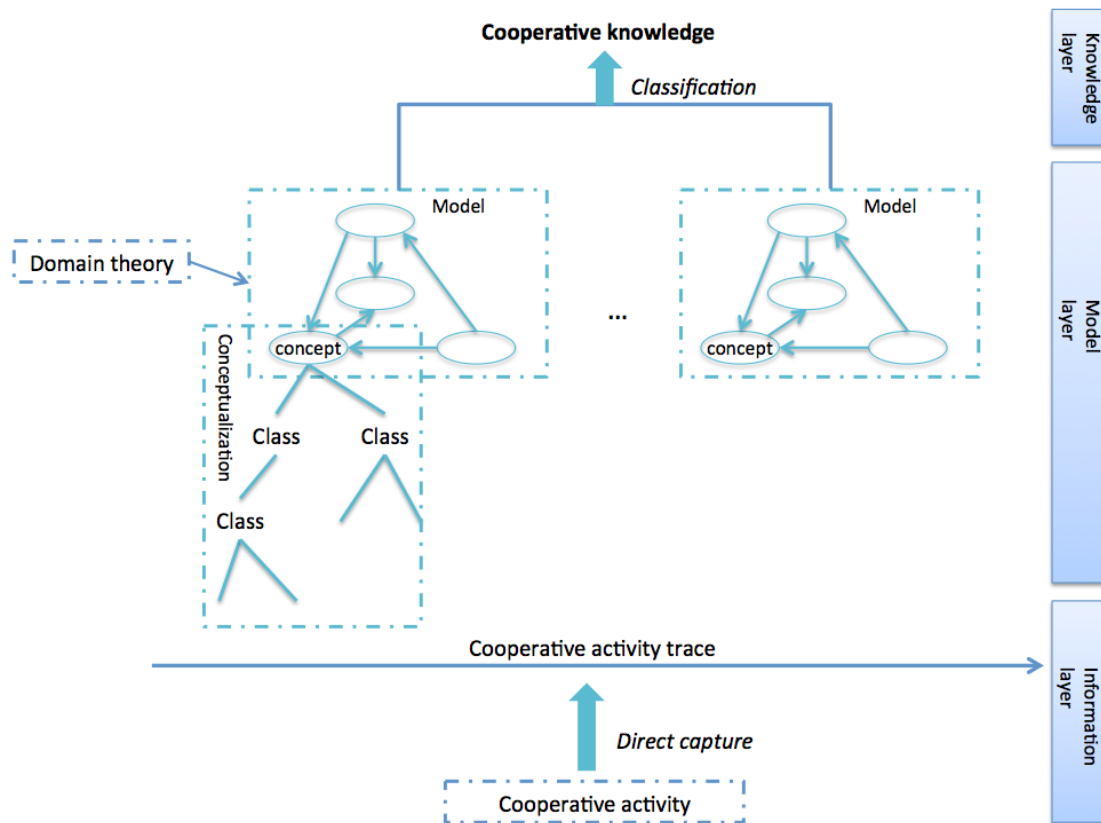 Cooperative knowledge
Classification
Knowledge
layer
Model
Model
Domain theory
...
concept
concept
Model
layer
Conceptualization
Class
Class
Class
Cooperative activity trace
Information
layer
Direct capture
Cooperative activity